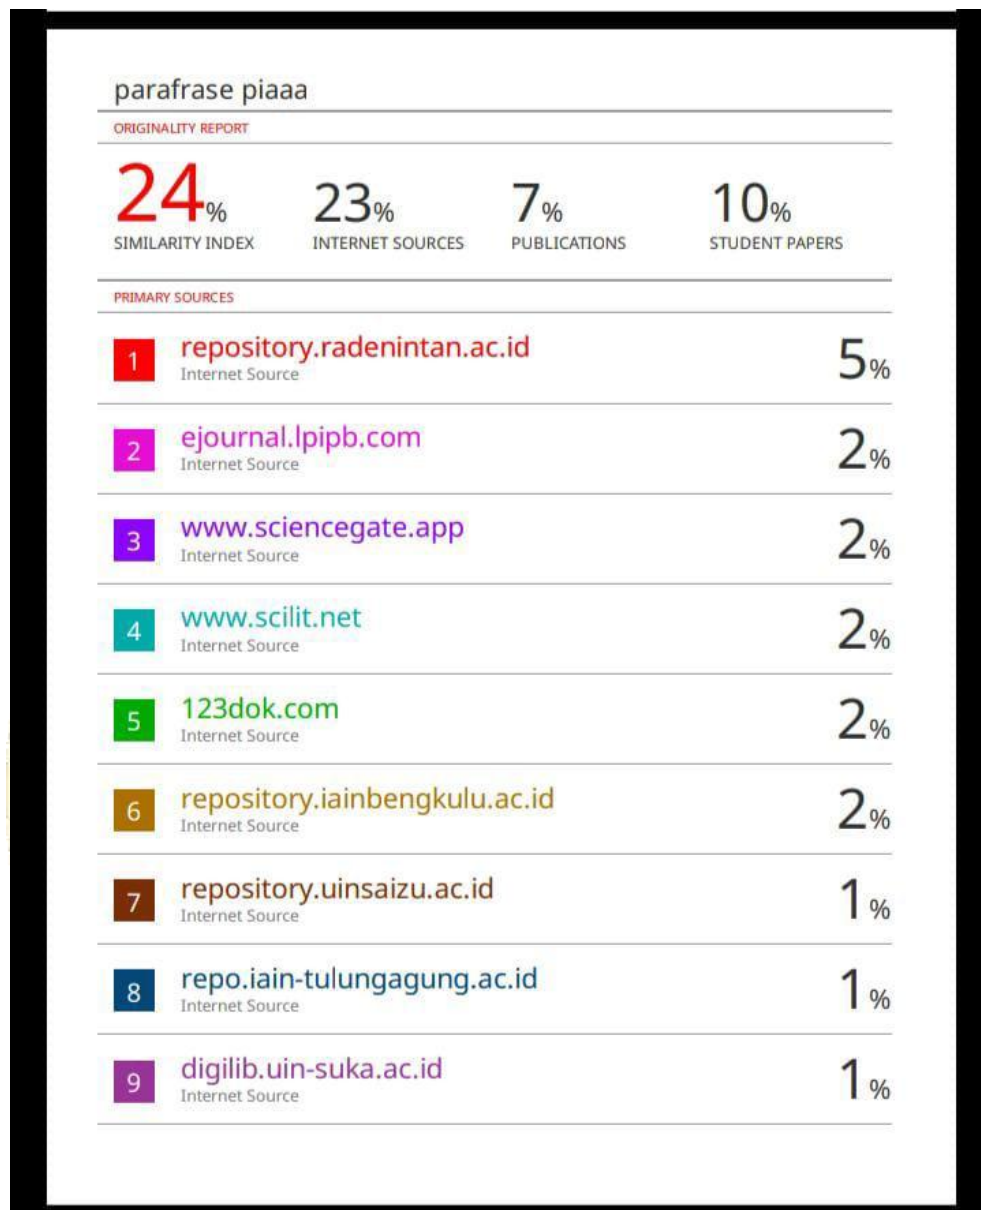 parafrase piaaa
ORIGINALITY REPORT
24% 23% 7% 10%
SIMILARITY INDEX INTERNET SOURCES PUBLICATIONS STUDENT PAPERS
PRIMARY SOURCES
1 repository.radenintan.ac.id 5%
Internet Source
2 ejournal.lpipb.com 2%
Internet Source
3 www.sciencegate.app 2%
Internet Source
4 www.scilit.net 2%
Internet Source
5 123dok.com 2%
Internet Source
6 repository.iainbengkulu.ac.id 2%
Internet Source
7 repository.uinsaizu.ac.id 1%
Internet Source
8 repo.iain-tulungagung.ac.id 1%
Internet Source
9 digilib.uin-suka.ac.id 1%
Internet Source